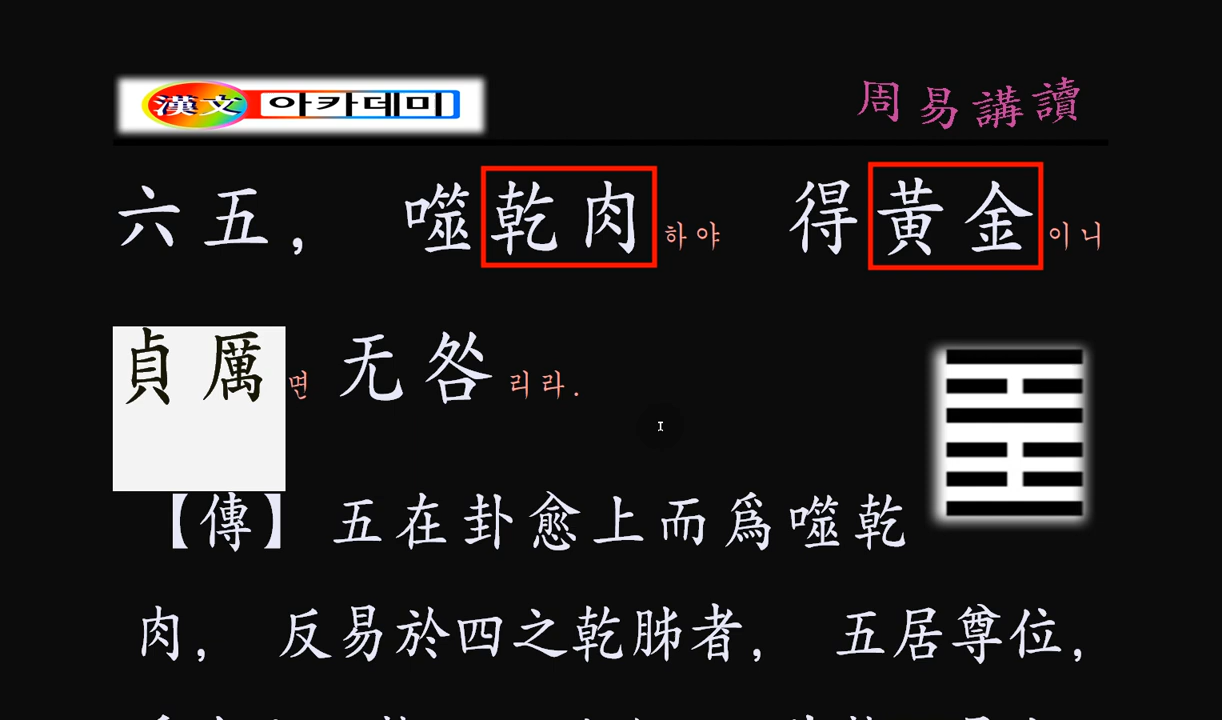 漢文 아카데미
周易講讀
六五, 噬乾肉하야 得黃金이니
貞厲면 无咎리라.
【傳】 五在卦愈上而爲噬乾
肉, 反易於四之乾胏者, 五居尊位,